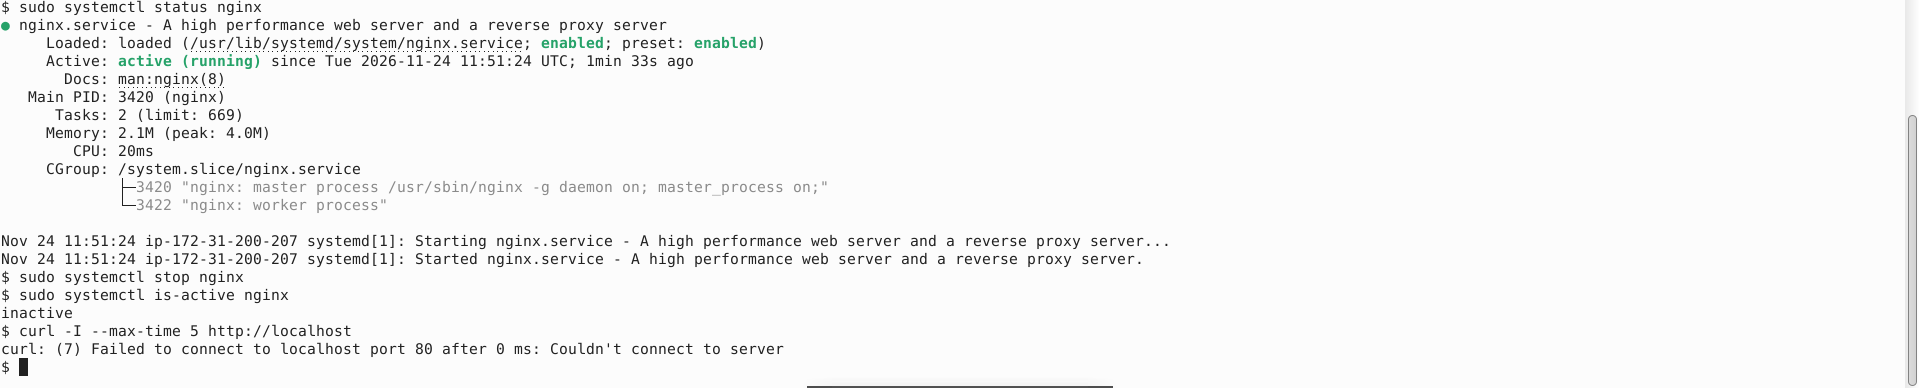 $ sudo systemctl status nginx
● nginx.service - A high performance web server and a reverse proxy server
     Loaded: loaded (/usr/lib/systemd/system/nginx.service; enabled; preset: enabled)
     Active: active (running) since Tue 2026-11-24 11:51:24 UTC; 1min 33s ago
       Docs: man:nginx(8)
   Main PID: 3420 (nginx)
      Tasks: 2 (limit: 669)
     Memory: 2.1M (peak: 4.0M)
        CPU: 20ms
     CGroup: /system.slice/nginx.service
             ├─3420 "nginx: master process /usr/sbin/nginx -g daemon on; master_process on;"
             └─3422 "nginx: worker process"

Nov 24 11:51:24 ip-172-31-200-207 systemd[1]: Starting nginx.service - A high performance web server and a reverse proxy server...
Nov 24 11:51:24 ip-172-31-200-207 systemd[1]: Started nginx.service - A high performance web server and a reverse proxy server.
$ sudo systemctl stop nginx
$ sudo systemctl is-active nginx
inactive
$ curl -I --max-time 5 http://localhost
curl: (7) Failed to connect to localhost port 80 after 0 ms: Couldn't connect to server
$